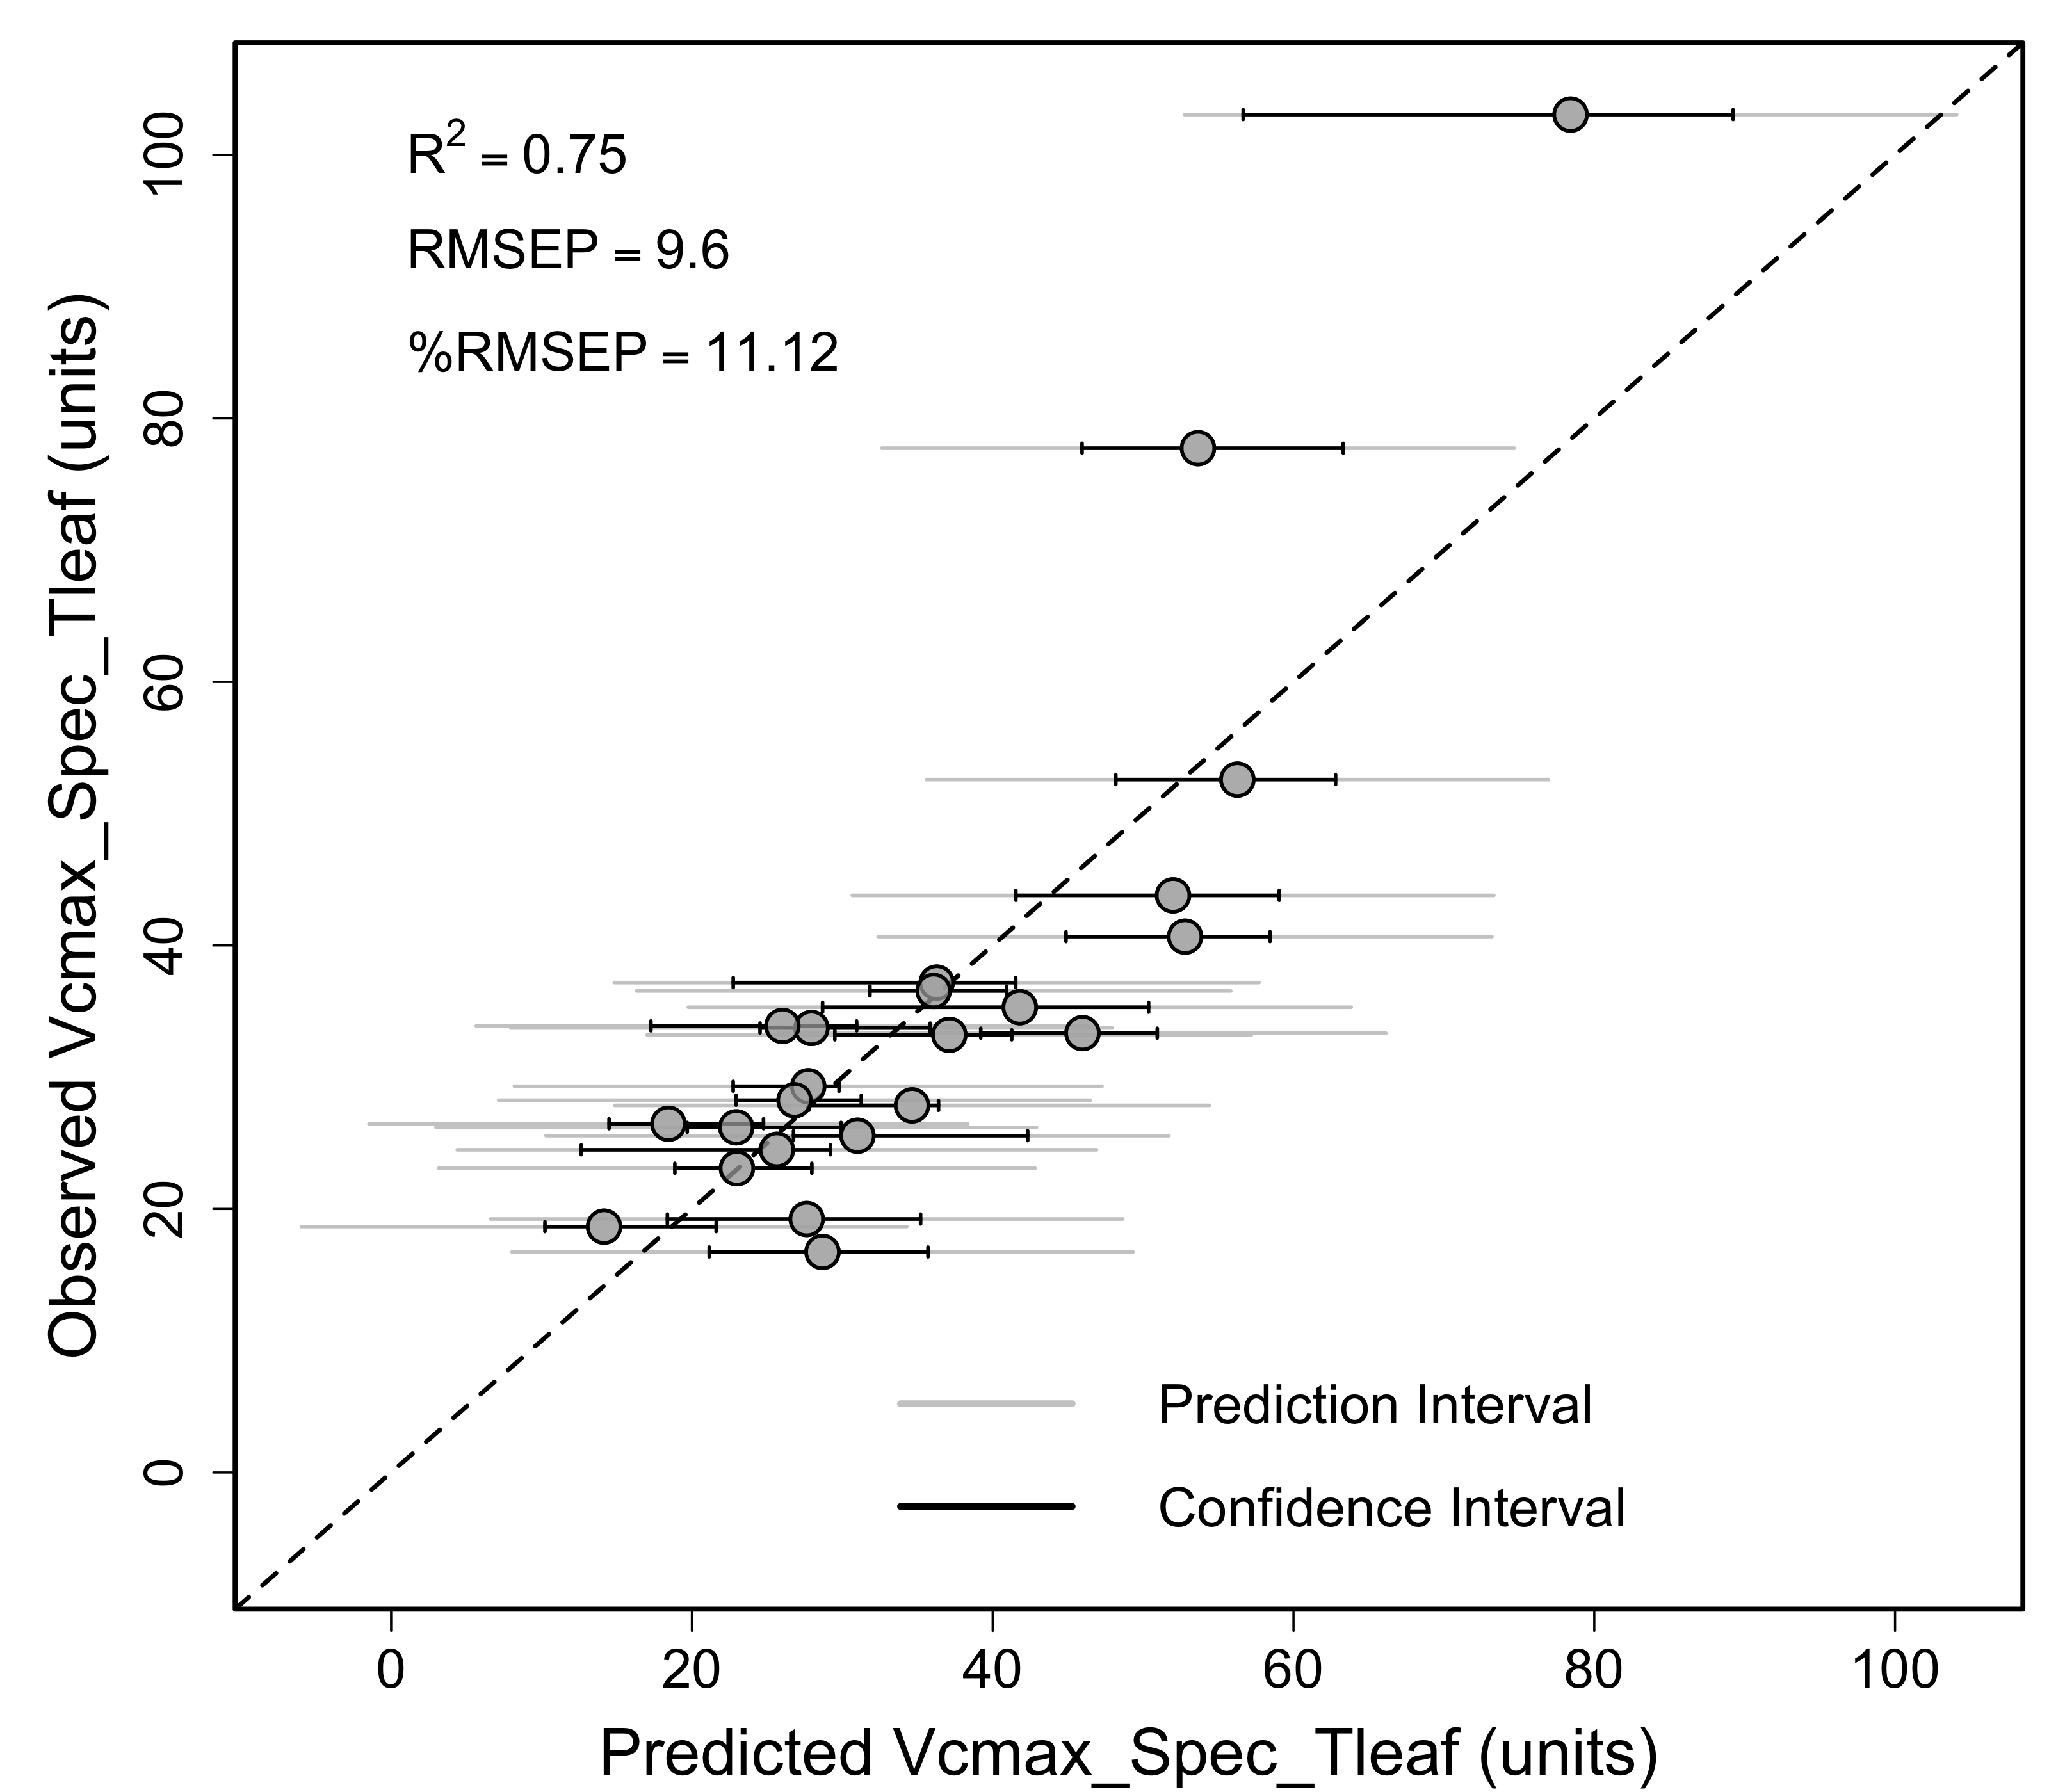 R² = 0.75
RMSEP = 9.6
%RMSEP = 11.12
Observed Vcmax_Spec_Tleaf (units)
100
80
60
40
20
0
Prediction Interval
Confidence Interval
0 20 40 60 80 100
Predicted Vcmax_Spec_Tleaf (units)